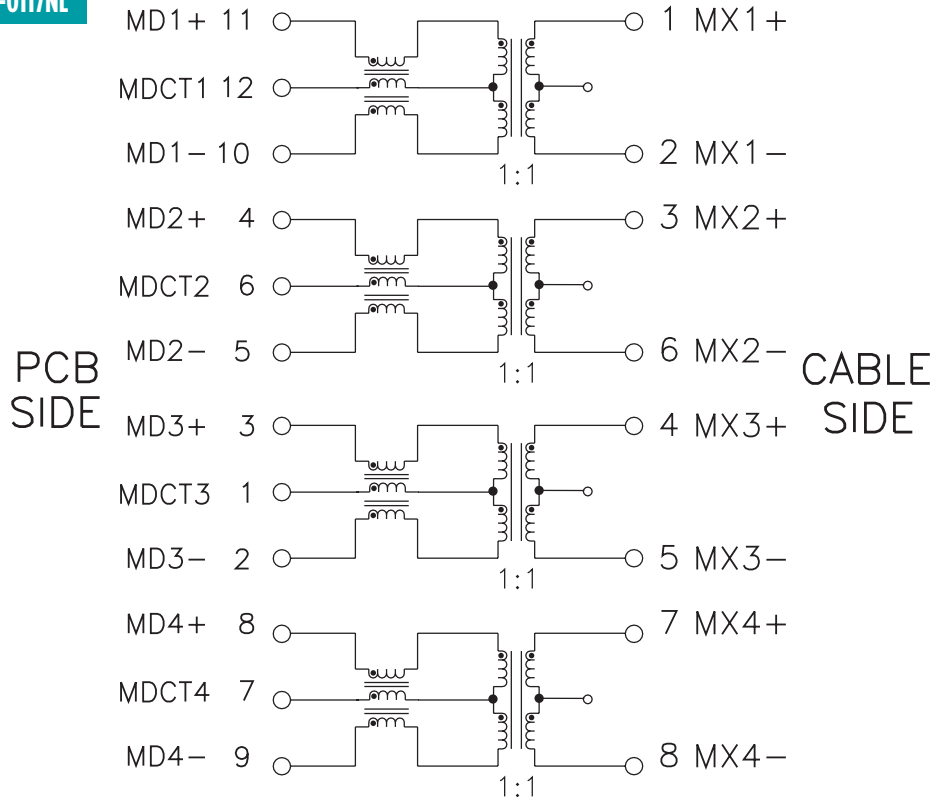 MD1+ 11 1 MX1+
MDCT1 12
MD1- 10 2 MX1-
1:1
MD2+ 4 3 MX2+
MDCT2 6
MD2- 5 6 MX2-
1:1
PCB
SIDE
CABLE
SIDE
MD3+ 3 4 MX3+
MDCT3 1
MD3- 2 5 MX3-
1:1
MD4+ 8 7 MX4+
MDCT4 7
MD4- 9 8 MX4-
1:1